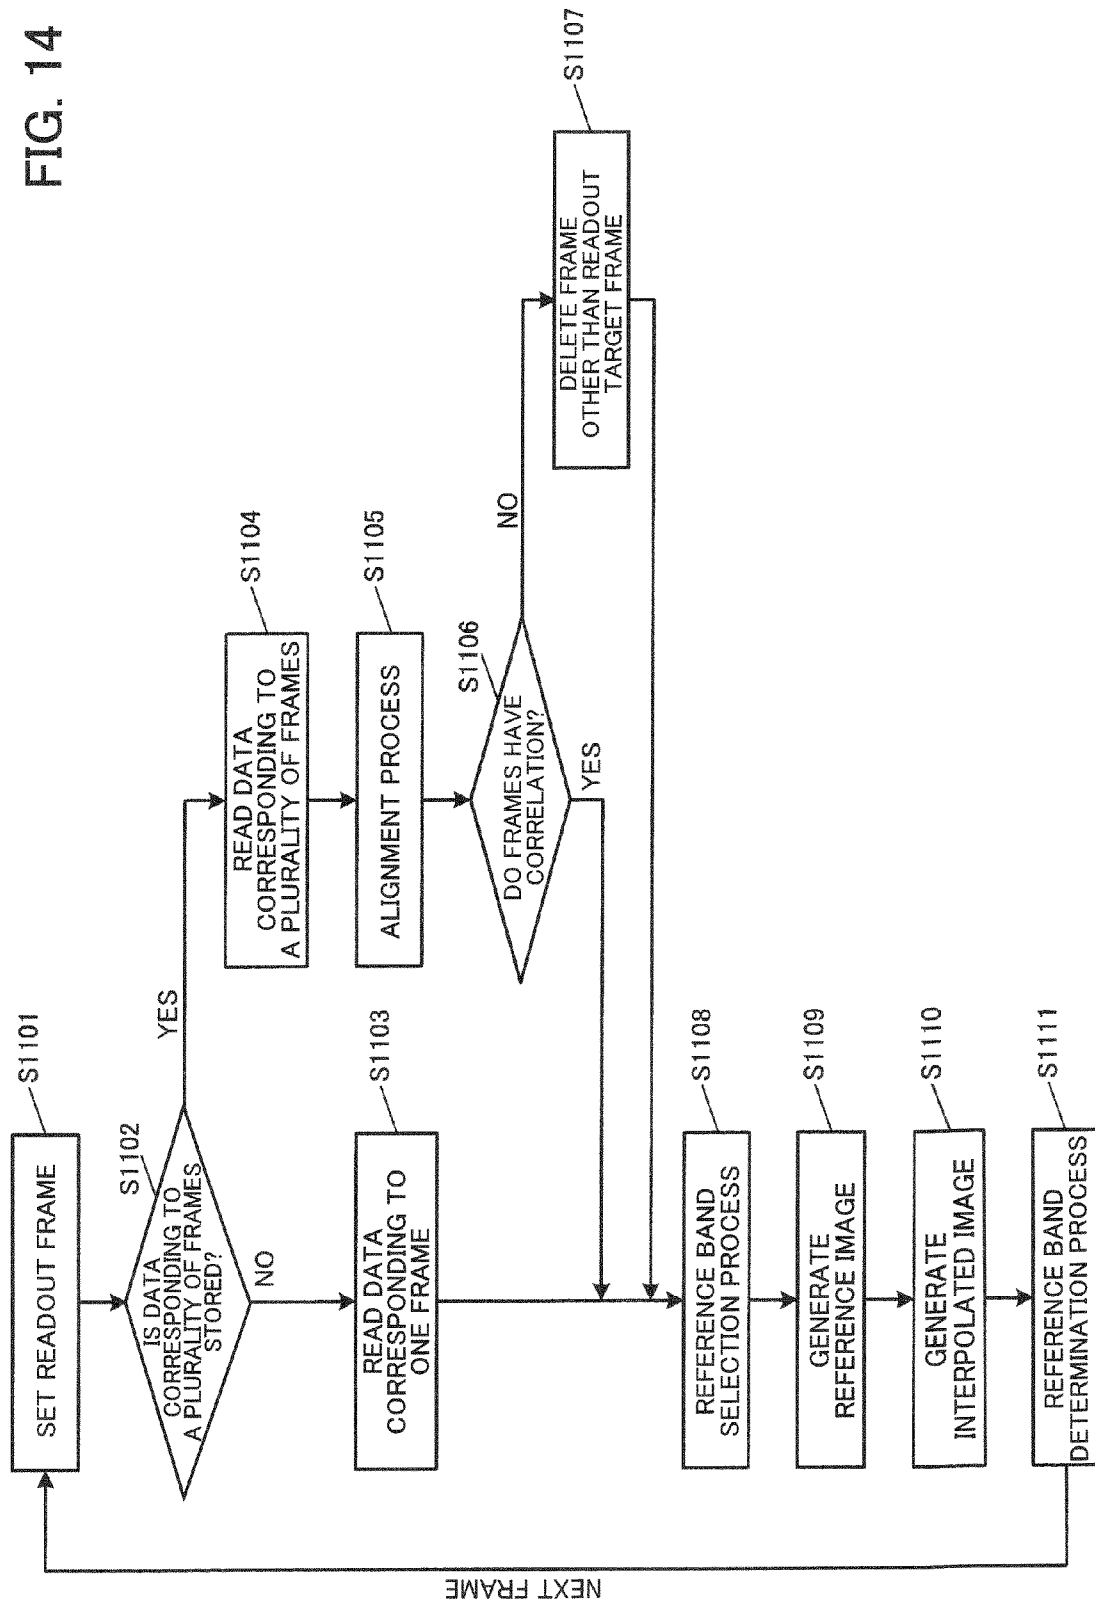 FIG. 14
SET READOUT FRAME
S1101
IS DATA
CORRESPONDING TO
A PLURALITY OF FRAMES
STORED?
S1102
YES
NO
READ DATA
CORRESPONDING TO
ONE FRAME
S1103
READ DATA
CORRESPONDING TO
A PLURALITY OF FRAMES
S1104
ALIGNMENT PROCESS
S1105
DO FRAMES HAVE
CORRELATION?
S1106
YES
NO
DELETE FRAME
OTHER THAN READOUT
TARGET FRAME
S1107
REFERENCE BAND
SELECTION PROCESS
S1108
GENERATE
REFERENCE IMAGE
S1109
GENERATE
INTERPOLATED IMAGE
S1110
REFERENCE BAND
DETERMINATION PROCESS
S1111
NEXT FRAME